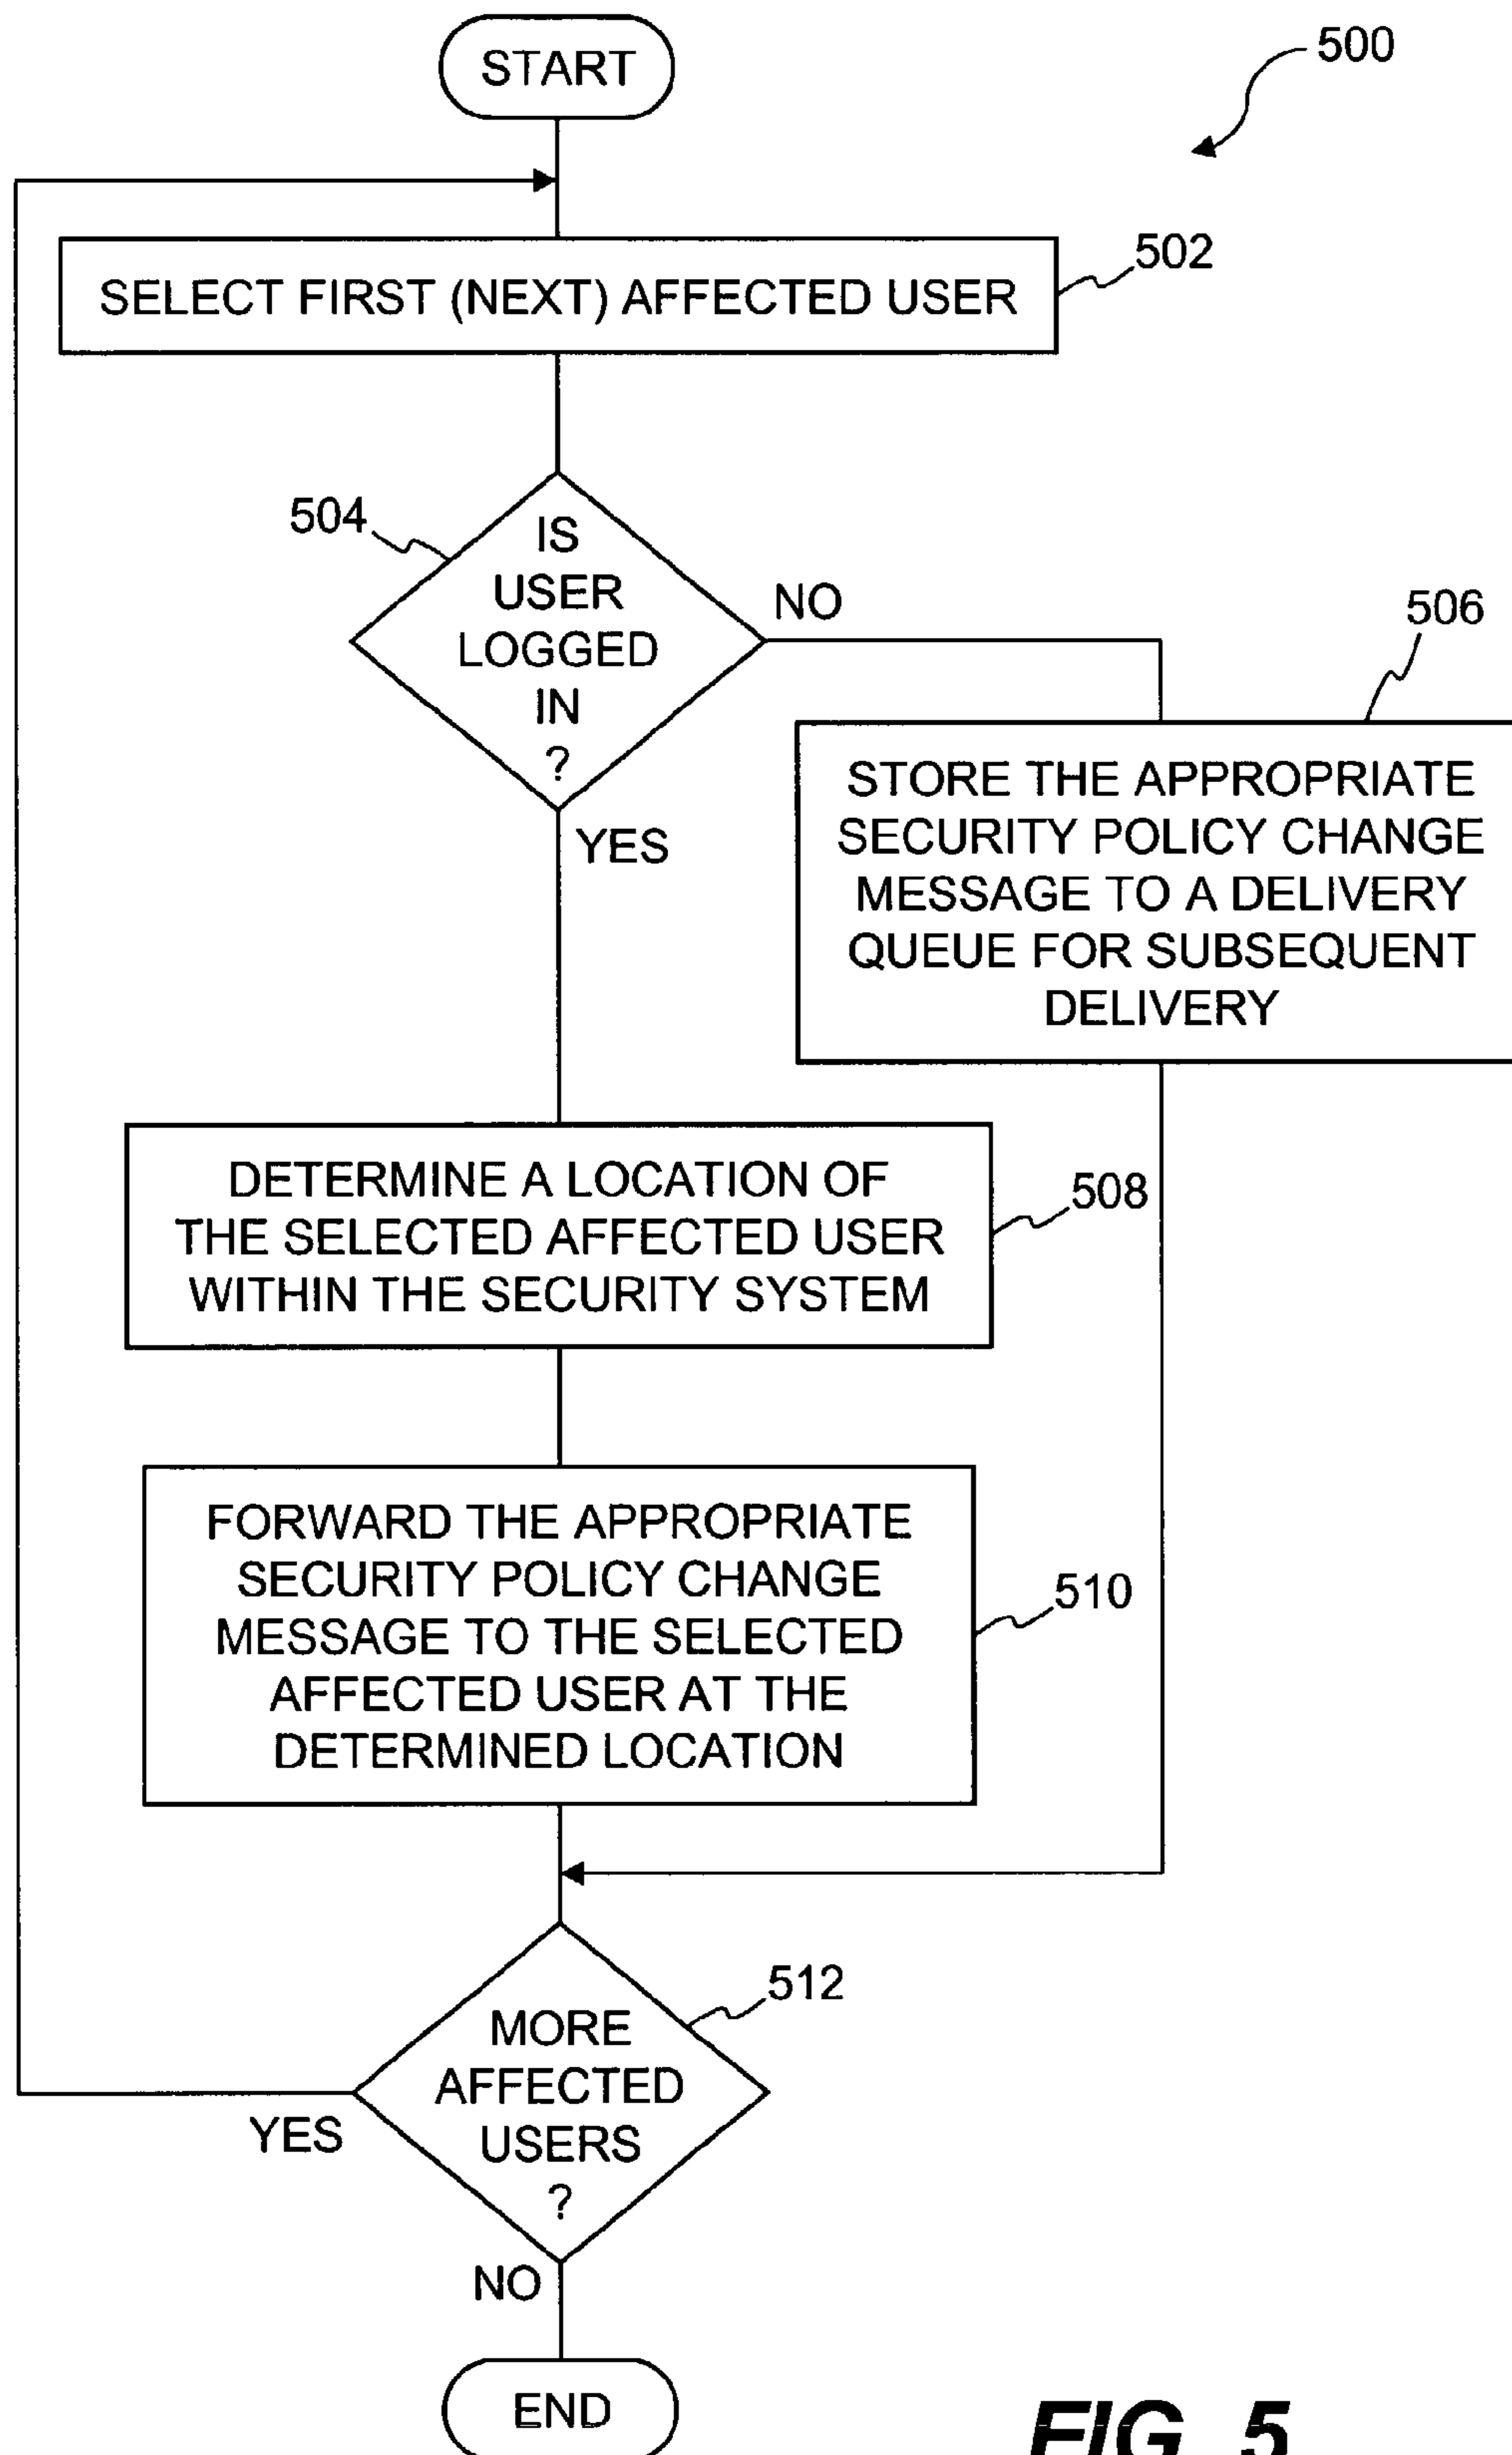 START
500
502
SELECT FIRST (NEXT) AFFECTED USER
504
IS
USER
LOGGED
IN
?
NO
YES
506
STORE THE APPROPRIATE
SECURITY POLICY CHANGE
MESSAGE TO A DELIVERY
QUEUE FOR SUBSEQUENT
DELIVERY
DETERMINE A LOCATION OF
THE SELECTED AFFECTED USER
WITHIN THE SECURITY SYSTEM
508
FORWARD THE APPROPRIATE
SECURITY POLICY CHANGE
MESSAGE TO THE SELECTED
AFFECTED USER AT THE
DETERMINED LOCATION
510
512
MORE
AFFECTED
USERS
?
YES
NO
END
FIG. 5